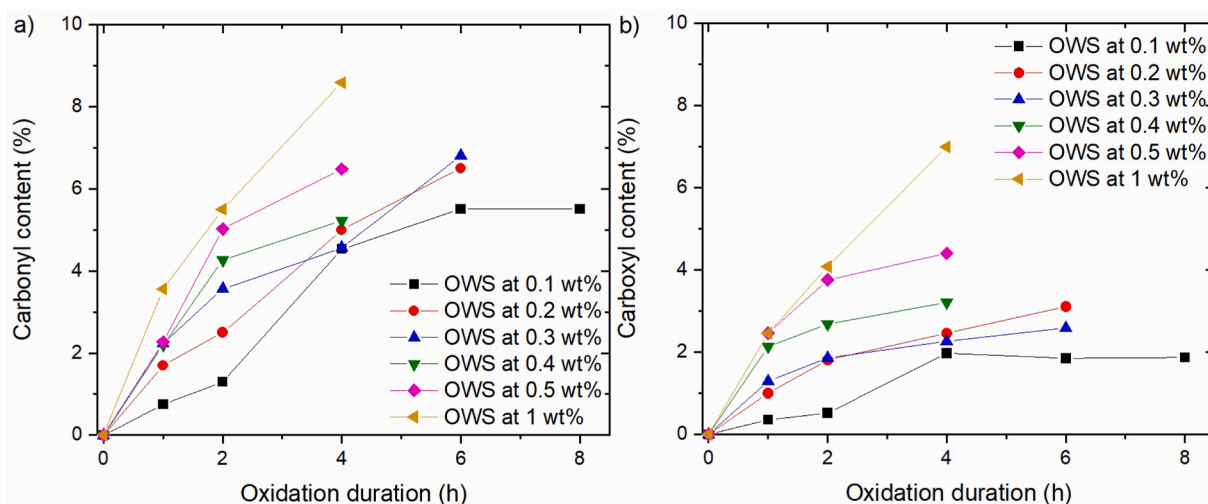 a)
10
8
6
4
2
0
Carbonyl content (%)
OWS at 0.1 wt%
OWS at 0.2 wt%
OWS at 0.3 wt%
OWS at 0.4 wt%
OWS at 0.5 wt%
OWS at 1 wt%
0 2 4 6 8
Oxidation duration (h)
b)
10
8
6
4
2
0
Carboxyl content (%)
OWS at 0.1 wt%
OWS at 0.2 wt%
OWS at 0.3 wt%
OWS at 0.4 wt%
OWS at 0.5 wt%
OWS at 1 wt%
0 2 4 6 8
Oxidation duration (h)